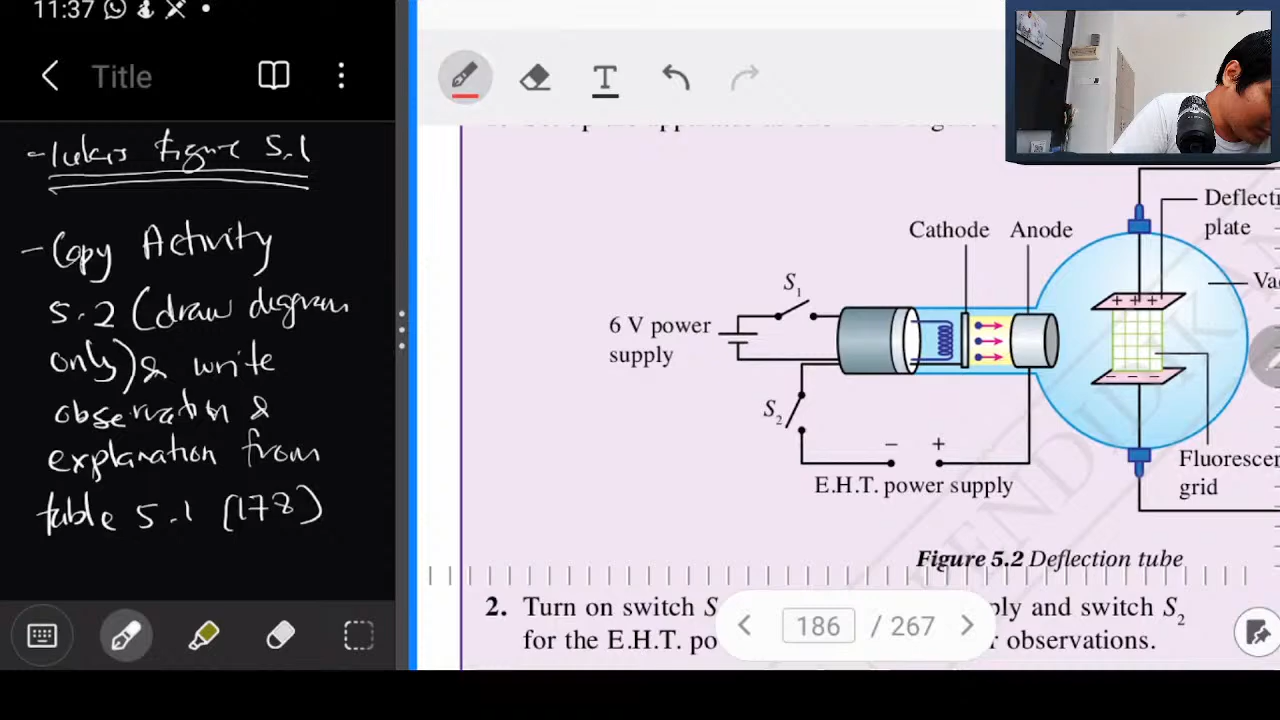 11:37
Title
- lukis figure 5.1
- Copy Activity
5.2 (draw diagram
only) & write
observation &
explanation from
table 5.1 (178)
Cathode Anode
Deflecti
plate
S1
6 V power
supply
Va
S2
− +
E.H.T. power supply
+ + +
− − −
Fluorescen
grid
Figure 5.2 Deflection tube
2. Turn on switch S ply and switch S2
for the E.H.T. po r observations.
186 / 267